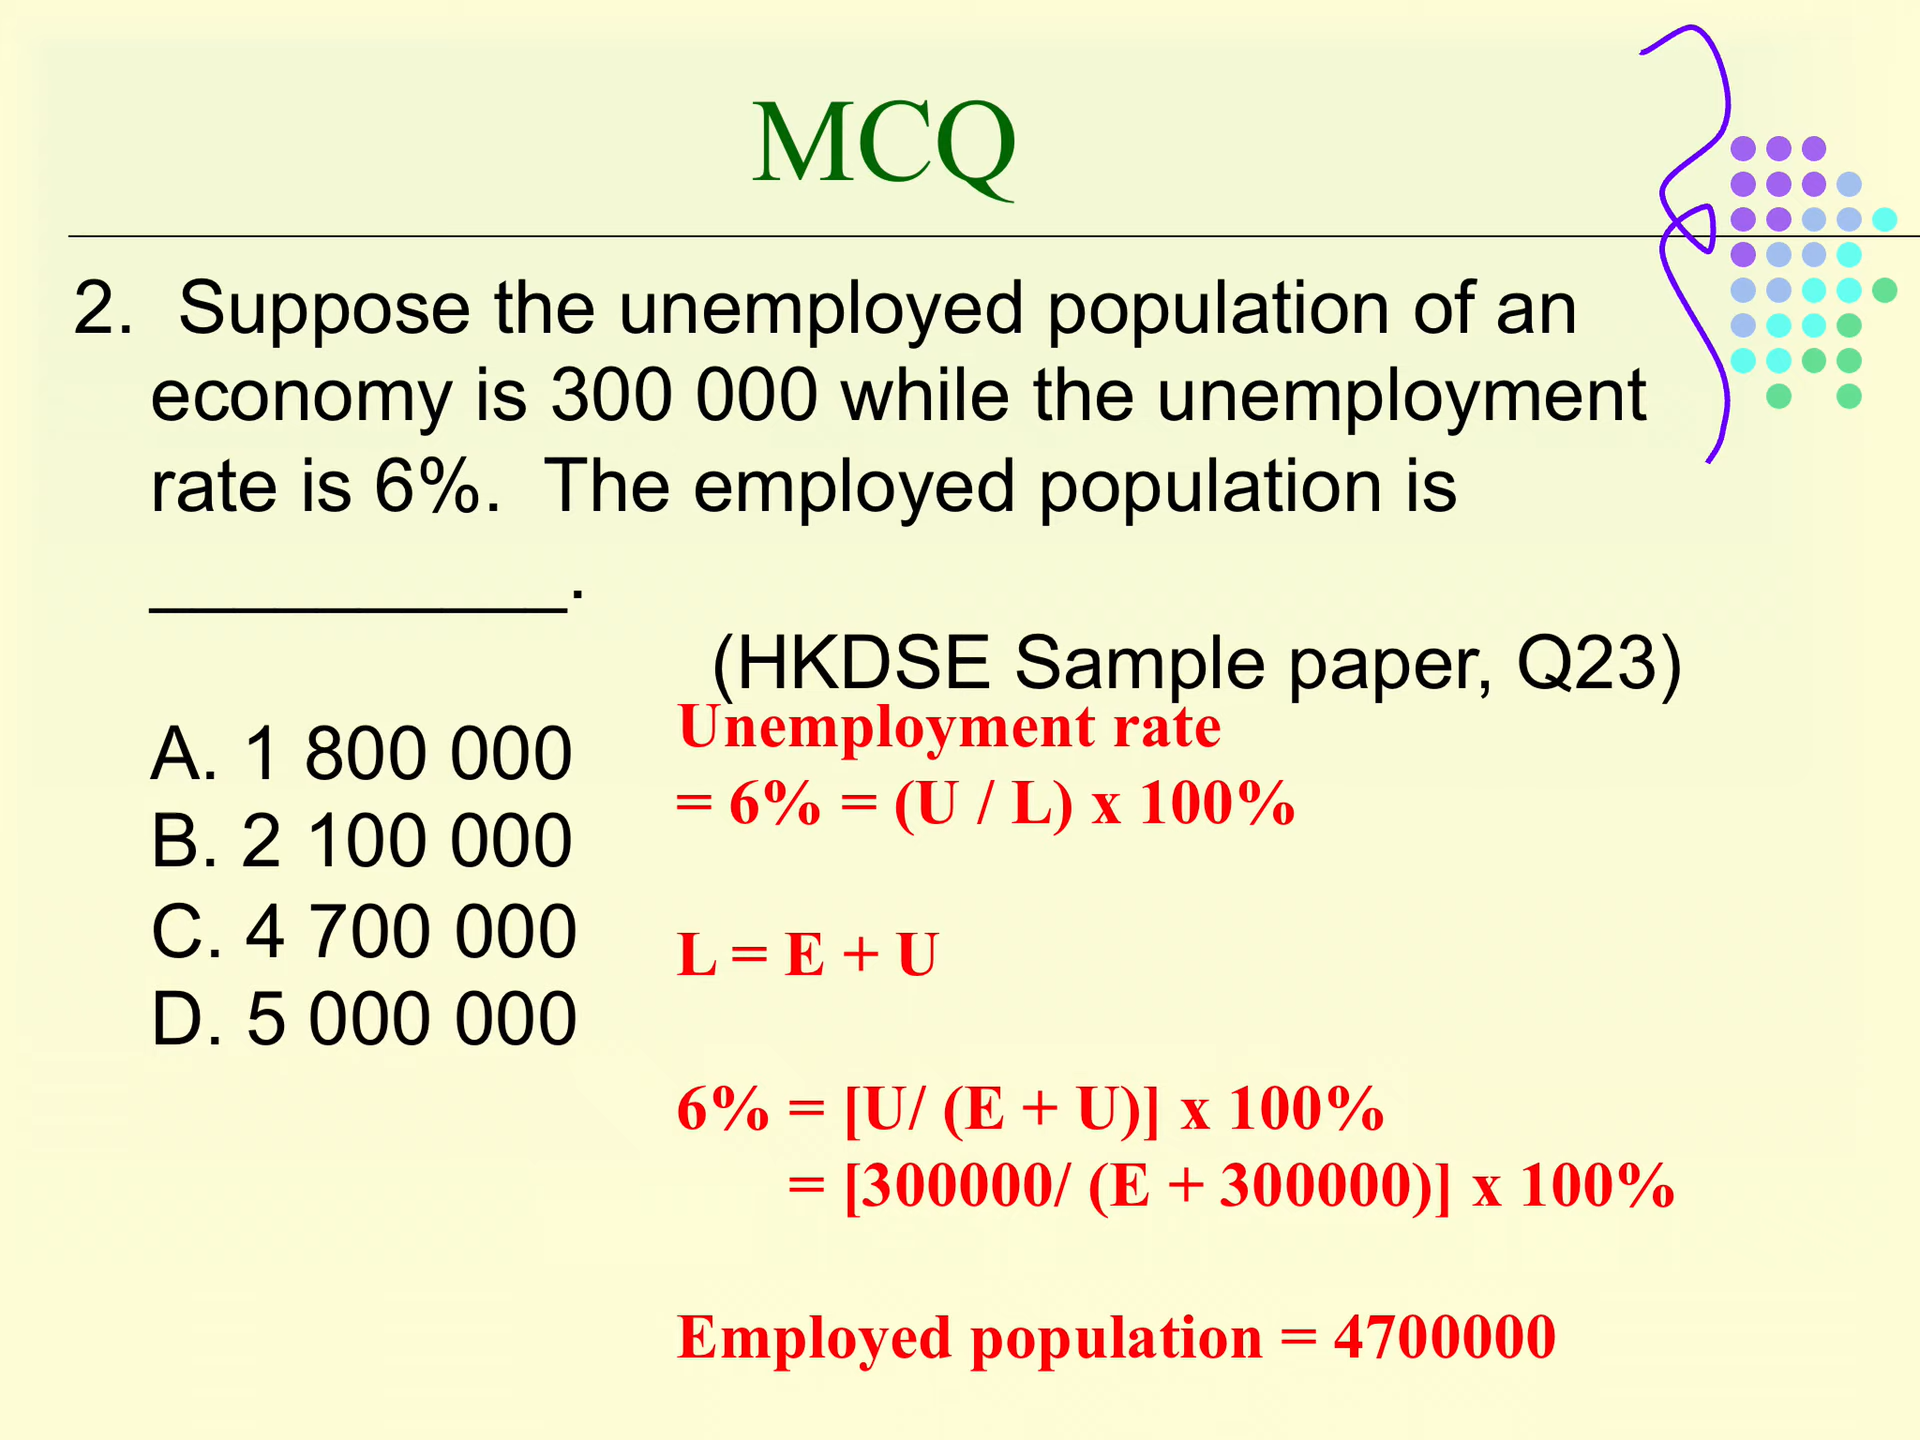 MCQ
2. Suppose the unemployed population of an
economy is 300 000 while the unemployment
rate is 6%. The employed population is
___________.
(HKDSE Sample paper, Q23)
A. 1 800 000
B. 2 100 000
C. 4 700 000
D. 5 000 000
Unemployment rate
= 6% = (U / L) x 100%
L = E + U
6% = [U/ (E + U)] x 100%
= [300000/ (E + 300000)] x 100%
Employed population = 4700000